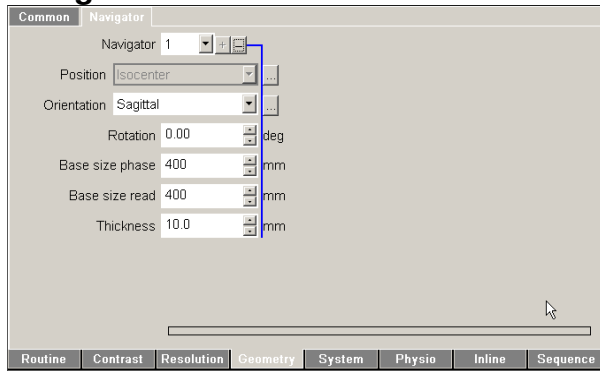 Common Navigator
Navigator 1 + -
Position Isocenter ...
Orientation Sagittal ...
Rotation 0.00 deg
Base size phase 400 mm
Base size read 400 mm
Thickness 10.0 mm
Routine Contrast Resolution Geometry System Physio Inline Sequence